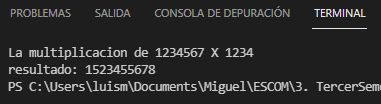 PROBLEMAS SALIDA CONSOLA DE DEPURACIÓN TERMINAL
La multiplicacion de 1234567 X 1234
resultado: 1523455678
PS C:\Users\luism\Documents\Miguel\ESCOM\3. TercerSeme